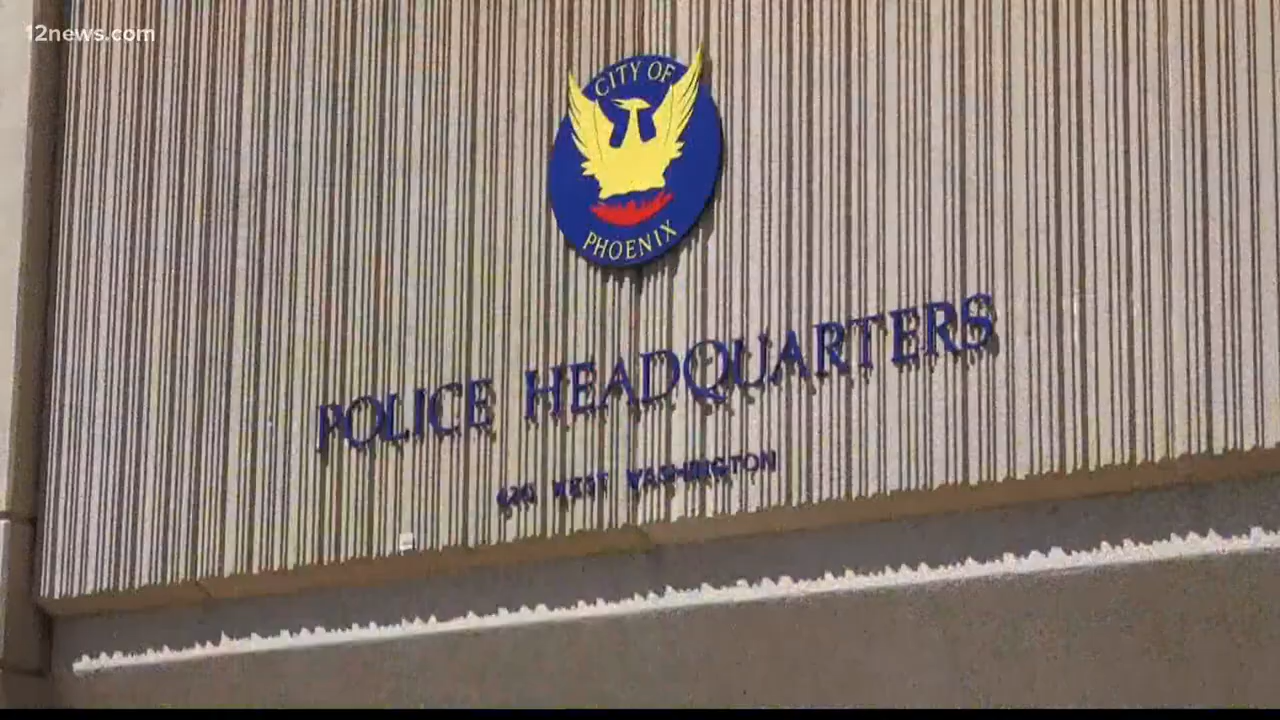 12news.com
CITY OF
PHOENIX
POLICE HEADQUARTERS
620 WEST WASHINGTON